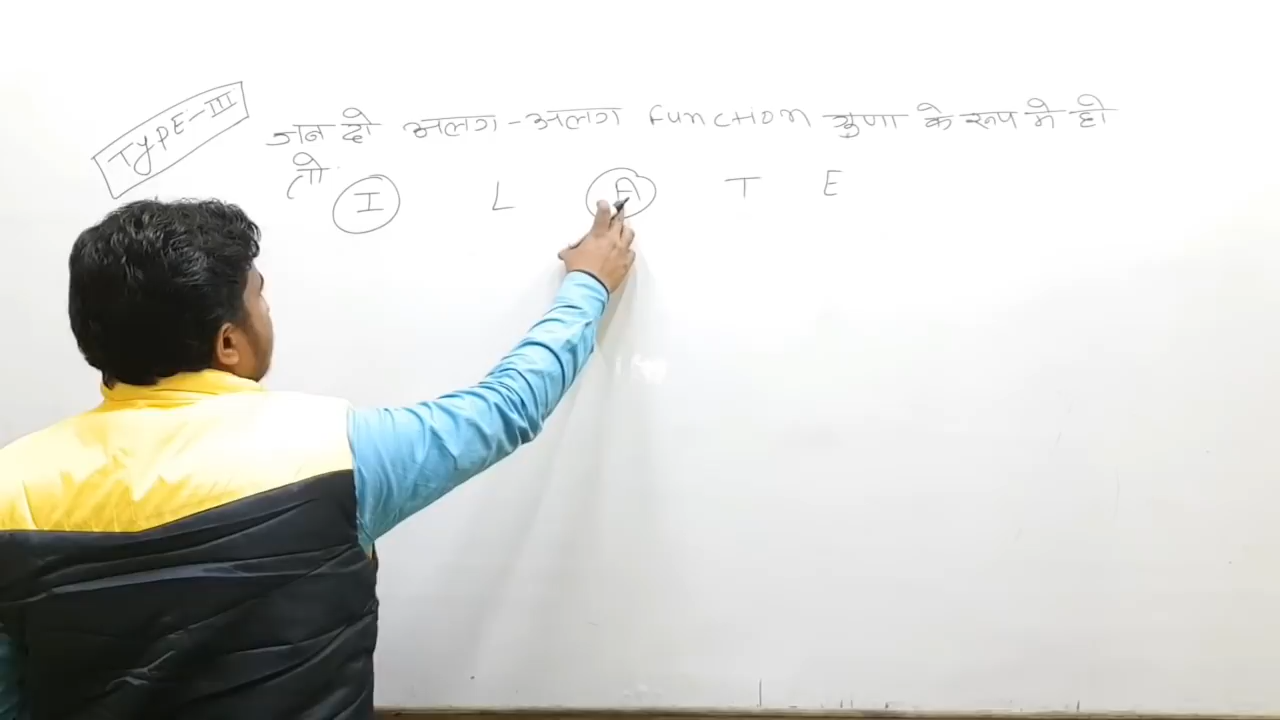 TYPE-III
जब दो अलग-अलग Function गुणा के रूप मे हो
तो
I L A T E